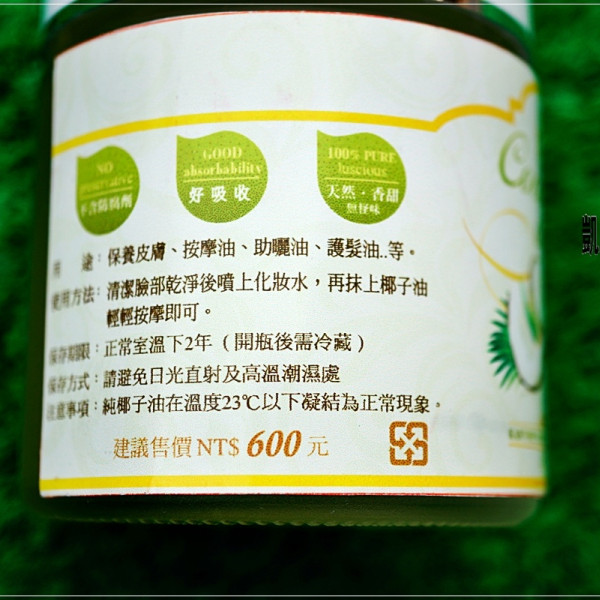 NO
preservative
不含防腐劑
GOOD
absorbability
好吸收
100% PURE
luscious
天然·香甜
無怪味
用 途：保養皮膚、按摩油、助曬油、護髮油..等。
使用方法：清潔臉部乾淨後噴上化妝水，再抹上椰子油
輕輕按摩即可。
保存期限：正常室溫下2年（開瓶後需冷藏）
保存方式：請避免日光直射及高溫潮濕處
注意事項：純椰子油在溫度23℃以下凝結為正常現象。
建議售價NT$ 600 元
凱